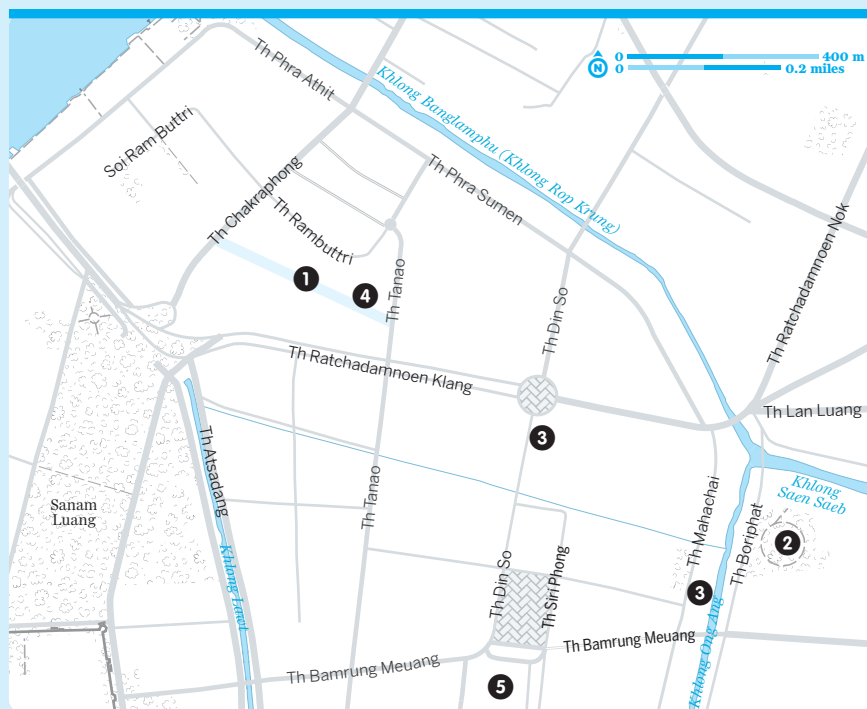 Th Phra Athit
0 400 m
N 0 0.2 miles
Khlong Banglamphu (Khlong Rop Krung)
Soi Ram Buttri
Th Chakraphong
Th Phra Sumen
Th Rambuttri
Th Ratchadamnoen Nok
1
4
Th Tanao
Th Din So
Th Ratchadamnoen Klang
Th Lan Luang
3
Th Atsadang
Khlong
Saen Saeb
Sanam
Luang
Th Tanao
Th Mahachai
Th Boriphat
2
Khlong Lawt
Th Din So
Th Siri Phong
3
Khlong Ong Ang
Th Bamrung Meuang
Th Bamrung Meuang
5